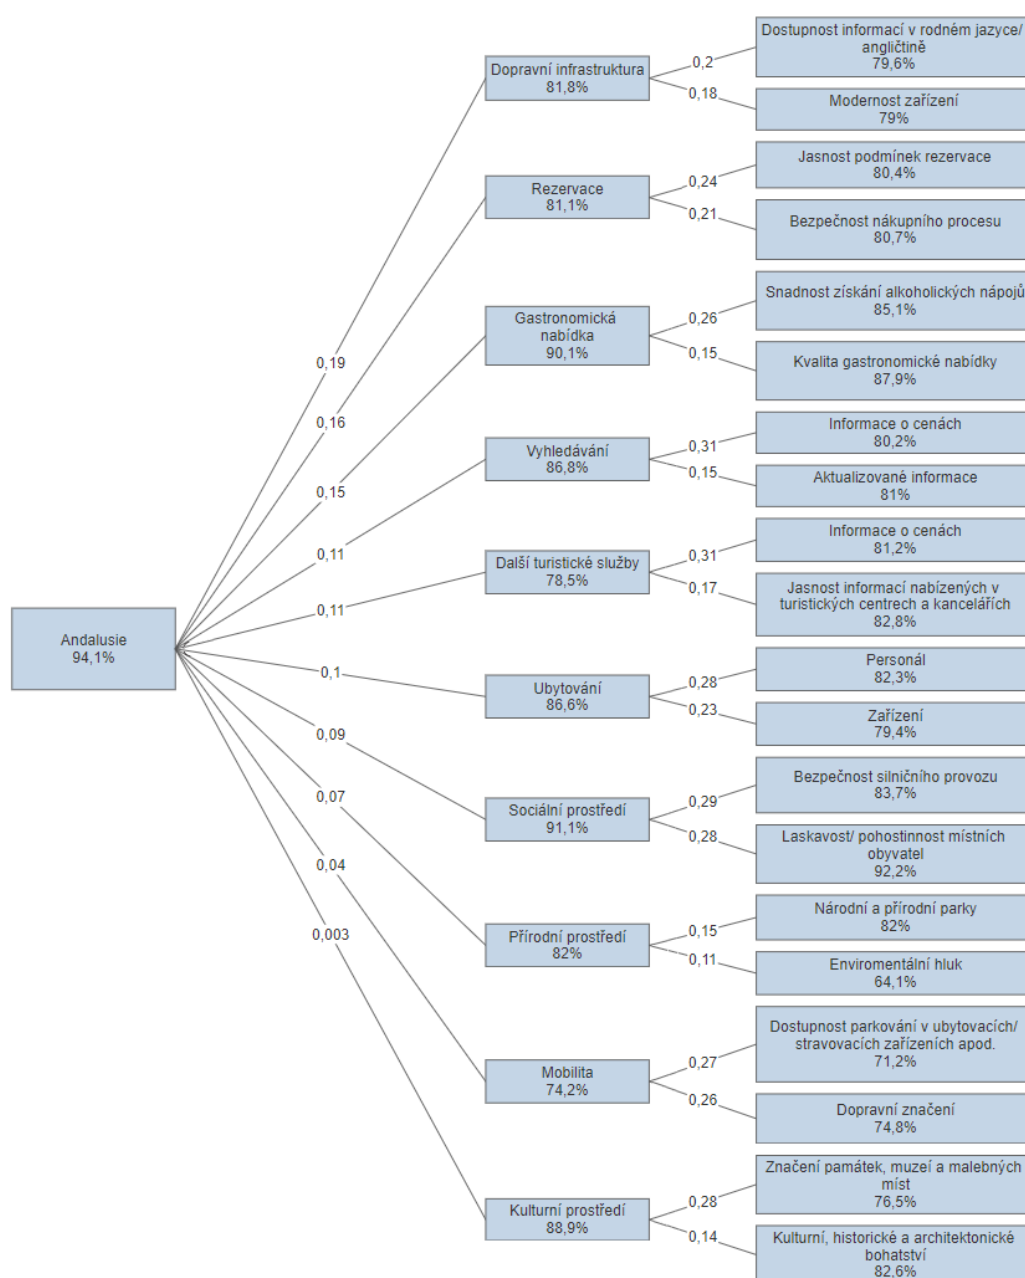 Andalusie
94,1%
0,19
0,16
0,15
0,11
0,11
0,1
0,09
0,07
0,04
0,003
Dopravní infrastruktura
81,8%
0,2
Dostupnost informací v rodném jazyce/
angličtině
79,6%
0,18
Modernost zařízení
79%
Rezervace
81,1%
0,24
Jasnost podmínek rezervace
80,4%
0,21
Bezpečnost nákupního procesu
80,7%
Gastronomická
nabídka
90,1%
0,26
Snadnost získání alkoholických nápojů
85,1%
0,15
Kvalita gastronomické nabídky
87,9%
Vyhledávání
86,8%
0,31
Informace o cenách
80,2%
0,15
Aktualizované informace
81%
Další turistické služby
78,5%
0,31
Informace o cenách
81,2%
0,17
Jasnost informací nabízených v
turistických centrech a kancelářích
82,8%
Ubytování
86,6%
0,28
Personál
82,3%
0,23
Zařízení
79,4%
Sociální prostředí
91,1%
0,29
Bezpečnost silničního provozu
83,7%
0,28
Laskavost/ pohostinnost místních
obyvatel
92,2%
Přírodní prostředí
82%
0,15
Národní a přírodní parky
82%
0,11
Enviromentální hluk
64,1%
Mobilita
74,2%
0,27
Dostupnost parkování v ubytovacích/
stravovacích zařízeních apod.
71,2%
0,26
Dopravní značení
74,8%
Kulturní prostředí
88,9%
0,28
Značení památek, muzeí a malebných
míst
76,5%
0,14
Kulturní, historické a architektonické
bohatství
82,6%